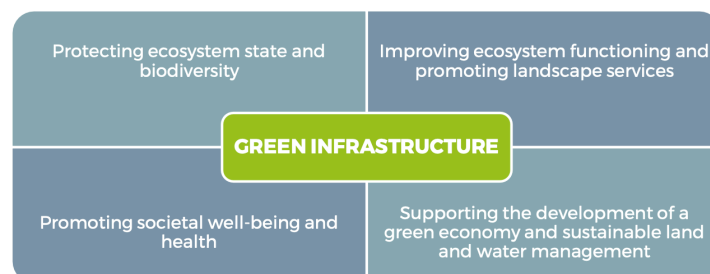 Protecting ecosystem state and
biodiversity
Improving ecosystem functioning and
promoting landscape services
GREEN INFRASTRUCTURE
Promoting societal well-being and
health
Supporting the development of a
green economy and sustainable land
and water management